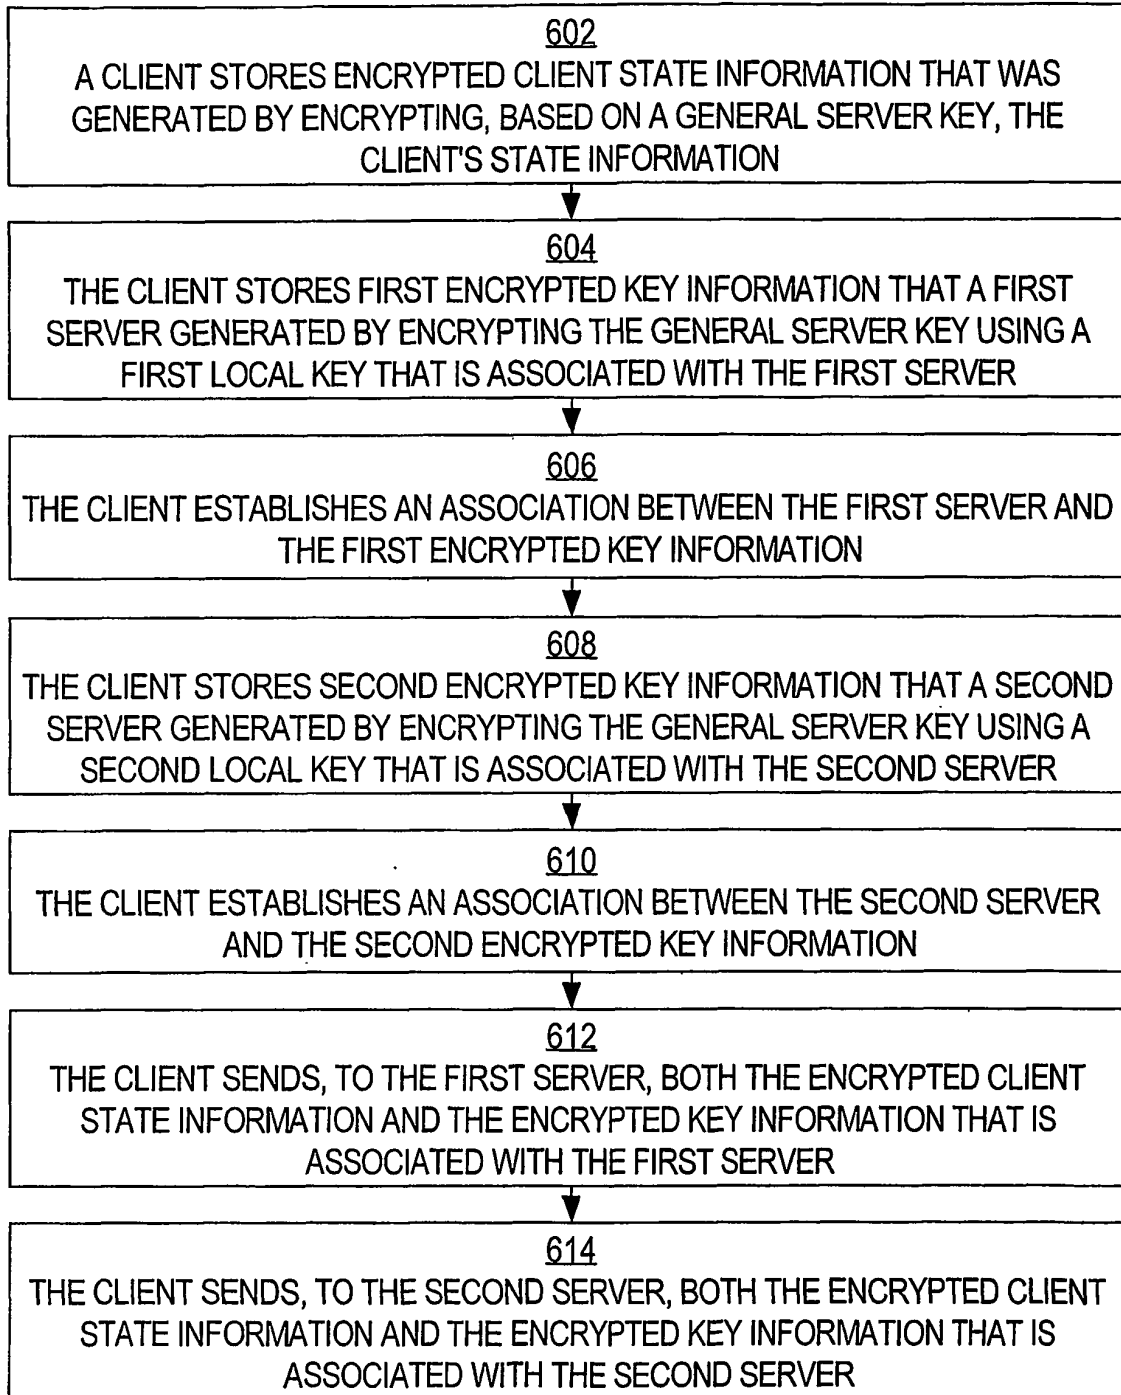 602
A CLIENT STORES ENCRYPTED CLIENT STATE INFORMATION THAT WAS
GENERATED BY ENCRYPTING, BASED ON A GENERAL SERVER KEY, THE
CLIENT'S STATE INFORMATION
604
THE CLIENT STORES FIRST ENCRYPTED KEY INFORMATION THAT A FIRST
SERVER GENERATED BY ENCRYPTING THE GENERAL SERVER KEY USING A
FIRST LOCAL KEY THAT IS ASSOCIATED WITH THE FIRST SERVER
606
THE CLIENT ESTABLISHES AN ASSOCIATION BETWEEN THE FIRST SERVER AND
THE FIRST ENCRYPTED KEY INFORMATION
608
THE CLIENT STORES SECOND ENCRYPTED KEY INFORMATION THAT A SECOND
SERVER GENERATED BY ENCRYPTING THE GENERAL SERVER KEY USING A
SECOND LOCAL KEY THAT IS ASSOCIATED WITH THE SECOND SERVER
610
THE CLIENT ESTABLISHES AN ASSOCIATION BETWEEN THE SECOND SERVER
AND THE SECOND ENCRYPTED KEY INFORMATION
612
THE CLIENT SENDS, TO THE FIRST SERVER, BOTH THE ENCRYPTED CLIENT
STATE INFORMATION AND THE ENCRYPTED KEY INFORMATION THAT IS
ASSOCIATED WITH THE FIRST SERVER
614
THE CLIENT SENDS, TO THE SECOND SERVER, BOTH THE ENCRYPTED CLIENT
STATE INFORMATION AND THE ENCRYPTED KEY INFORMATION THAT IS
ASSOCIATED WITH THE SECOND SERVER